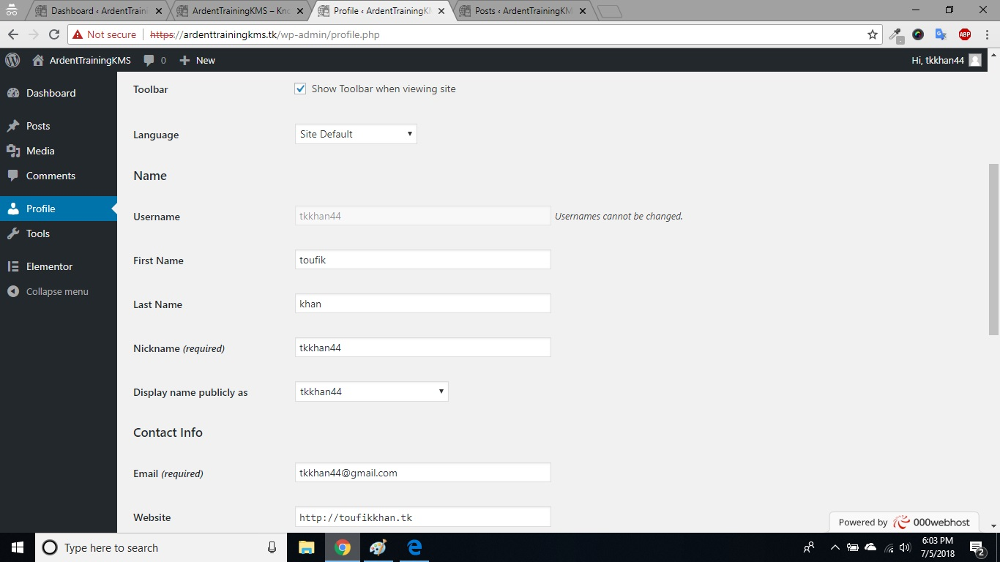 Dashboard ‹ ArdentTrain
ArdentTrainingKMS – Kno
Profile ‹ ArdentTrainingK
Posts ‹ ArdentTrainingKM
Not secure https://ardenttrainingkms.tk/wp-admin/profile.php
ABP
ArdentTrainingKMS 0 New Hi, tkkhan44
Dashboard
Posts
Media
Comments
Profile
Tools
Elementor
Collapse menu
Toolbar Show Toolbar when viewing site
Language Site Default
Name
Username tkkhan44 Usernames cannot be changed.
First Name toufik
Last Name khan
Nickname (required) tkkhan44
Display name publicly as tkkhan44
Contact Info
Email (required) tkkhan44@gmail.com
Website http://toufikkhan.tk
Powered by 000webhost
Type here to search
6:03 PM
7/5/2018
2